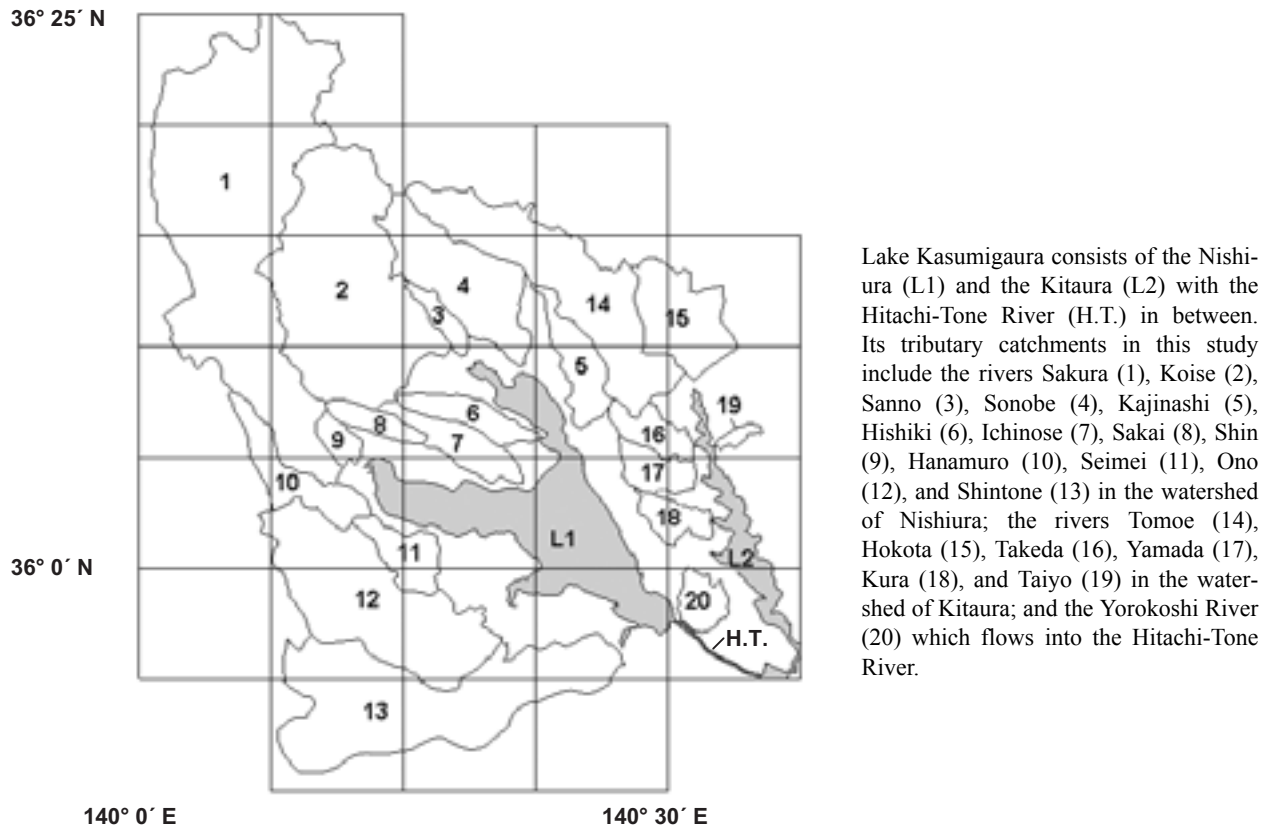 36° 25´ N
1
2
4
3
14
15
5
19
6
8
16
9
7
17
10
18
L1
11
L2
36° 0´ N
12
20
H.T.
13
140° 0´ E
140° 30´ E
Lake Kasumigaura consists of the Nishi-
ura (L1) and the Kitaura (L2) with the
Hitachi-Tone River (H.T.) in between.
Its tributary catchments in this study
include the rivers Sakura (1), Koise (2),
Sanno (3), Sonobe (4), Kajinashi (5),
Hishiki (6), Ichinose (7), Sakai (8), Shin
(9), Hanamuro (10), Seimei (11), Ono
(12), and Shintone (13) in the watershed
of Nishiura; the rivers Tomoe (14),
Hokota (15), Takeda (16), Yamada (17),
Kura (18), and Taiyo (19) in the water-
shed of Kitaura; and the Yorokoshi River
(20) which flows into the Hitachi-Tone
River.